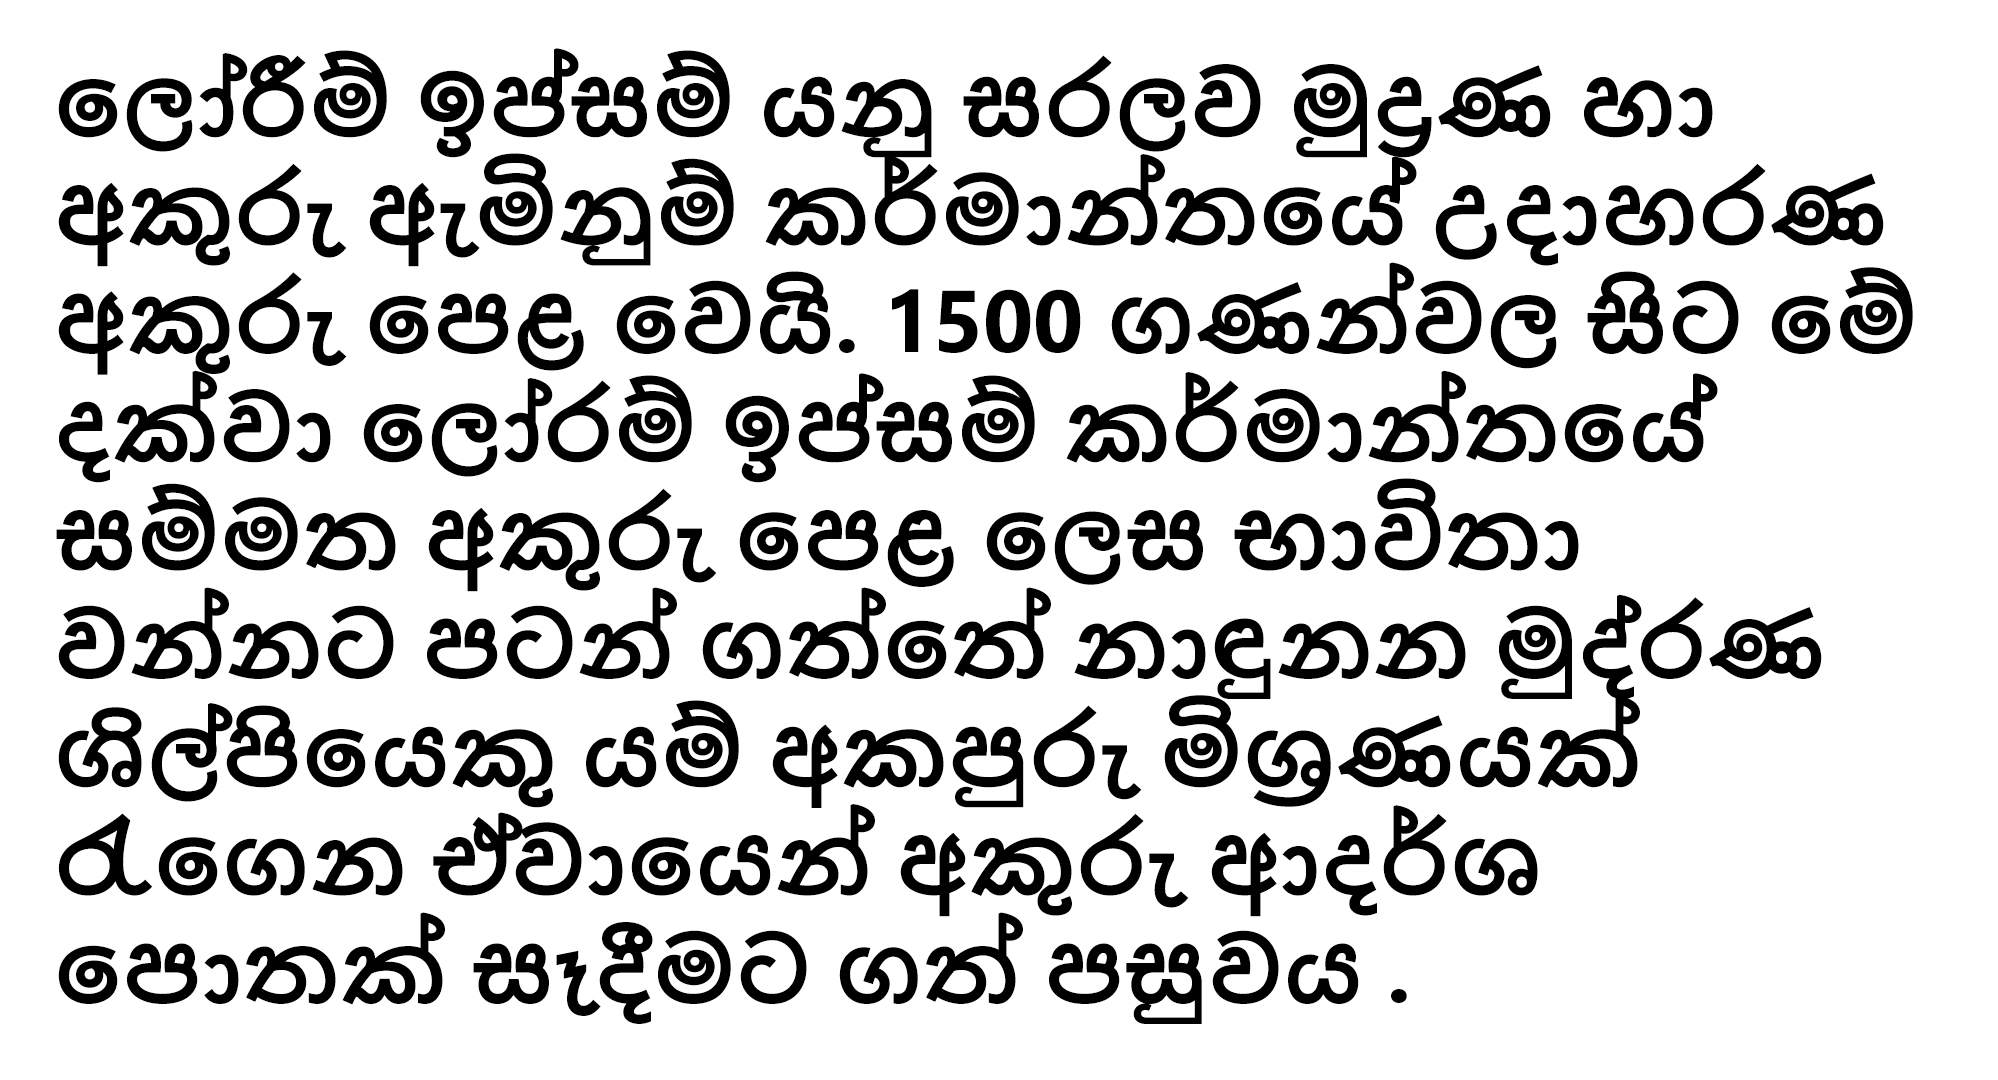 ලෝරීම් ඉප්සම් යනු සරලව මුද්‍රණ හා
අකුරු ඇමිනුම් කර්මාන්තයේ උදාහරණ
අකුරු පෙළ වෙයි. 1500 ගණන්වල සිට මේ
දක්වා ලෝරම් ඉප්සම් කර්මාන්තයේ
සම්මත අකුරු පෙළ ලෙස භාවිතා
වන්නට පටන් ගත්තේ නාඳුනන මුද්රණ
ශිල්පියෙකු යම් අකපුරු මිශ්‍රණයක්
රැගෙන ඒවායෙන් අකුරු ආදර්ශ
පොතක් සෑදීමට ගත් පසුවය .